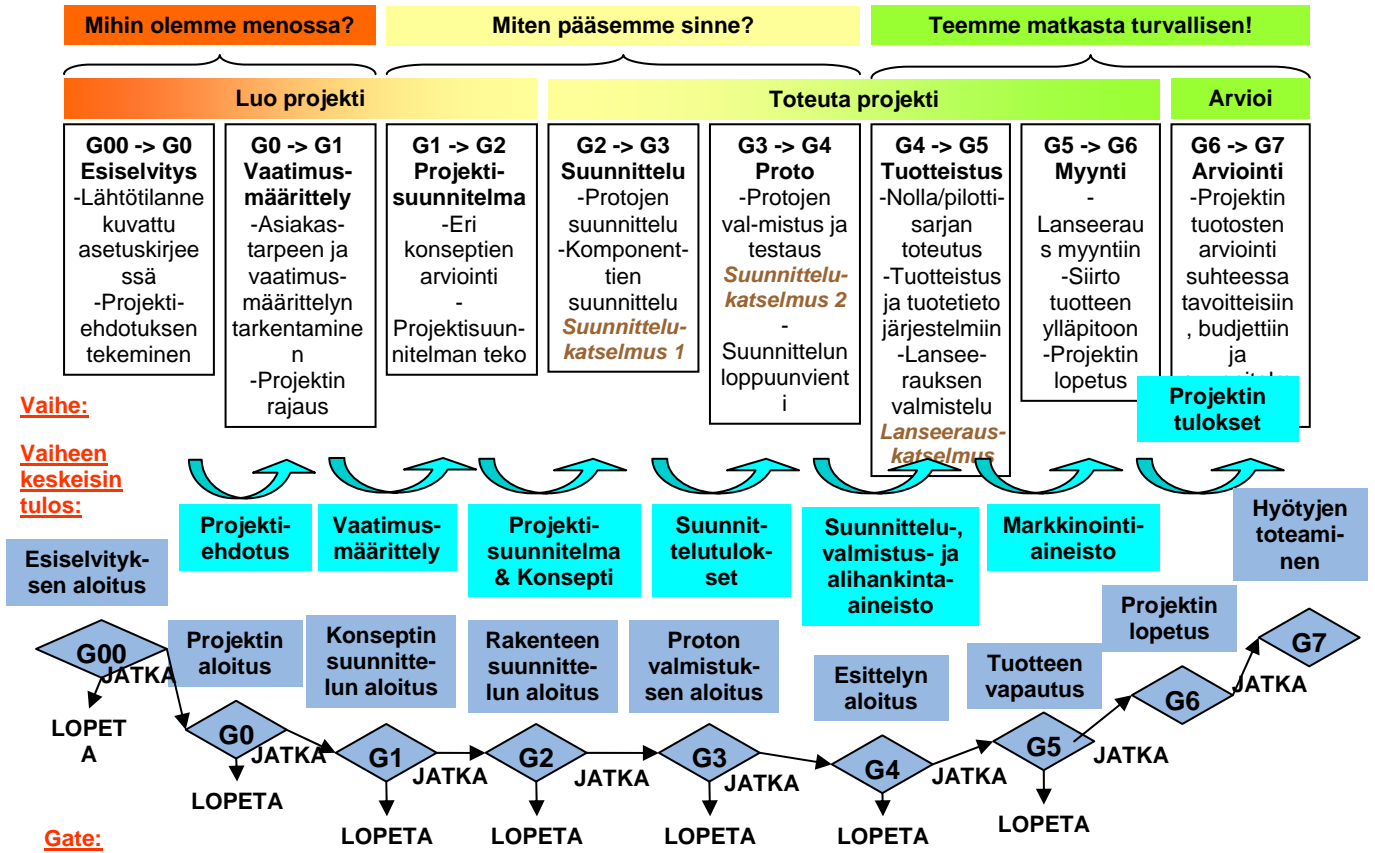 Mihin olemme menossa?
Miten pääsemme sinne?
Teemme matkasta turvallisen!
Luo projekti
Toteuta projekti
Arvioi
G00 -> G0
Esiselvitys
-Lähtötilanne
kuvattu
asetuskirjee
ssä
-Projekti-
ehdotuksen
tekeminen
G0 -> G1
Vaatimus-
määrittely
-Asiakas-
tarpeen ja
vaatimus-
määrittelyn
tarkentamine
n
-Projektin
rajaus
G1 -> G2
Projekti-
suunnitelma
-Eri
konseptien
arviointi
-
Projektisuun-
nitelman teko
G2 -> G3
Suunnittelu
-Protojen
suunnittelu
-Komponent-
tien
suunnittelu
Suunnittelu-
katselmus 1
G3 -> G4
Proto
-Protojen
val-mistus ja
testaus
Suunnittelu-
katselmus 2
-
Suunnittelun
loppuunvient
i
G4 -> G5
Tuotteistus
-Nolla/pilotti-
sarjan
toteutus
-Tuotteistus
ja tuotetieto
järjestelmiin
-Lansee-
rauksen
valmistelu
Lanseeraus-
katselmus
G5 -> G6
Myynti
-
Lanseerau
s myyntiin
-Siirto
tuotteen
ylläpitoon
-Projektin
lopetus
G6 -> G7
Arviointi
-Projektin
tuotosten
arviointi
suhteessa
tavoitteisiin
, budjettiin
ja
Vaihe:
Vaiheen
keskeisin
tulos:
Projekti-
ehdotus
Vaatimus-
määrittely
Projekti-
suunnitelma
& Konsepti
Suunnit-
telutulok-
set
Suunnittelu-,
valmistus- ja
alihankinta-
aineisto
Markkinointi-
aineisto
Projektin
tulokset
Esiselvityk-
sen aloitus
Projektin
aloitus
Konseptin
suunnitte-
lun aloitus
Rakenteen
suunnitte-
lun aloitus
Proton
valmistuk-
sen aloitus
Esittelyn
aloitus
Tuotteen
vapautus
Projektin
lopetus
Hyötyjen
toteami-
nen
G00
JATKA
LOPET
A
G0
JATKA
LOPETA
G1
JATKA
LOPETA
G2
JATKA
LOPETA
G3
JATKA
LOPETA
G4
JATKA
LOPETA
G5
JATKA
LOPETA
G6
JATKA
G7
Gate: